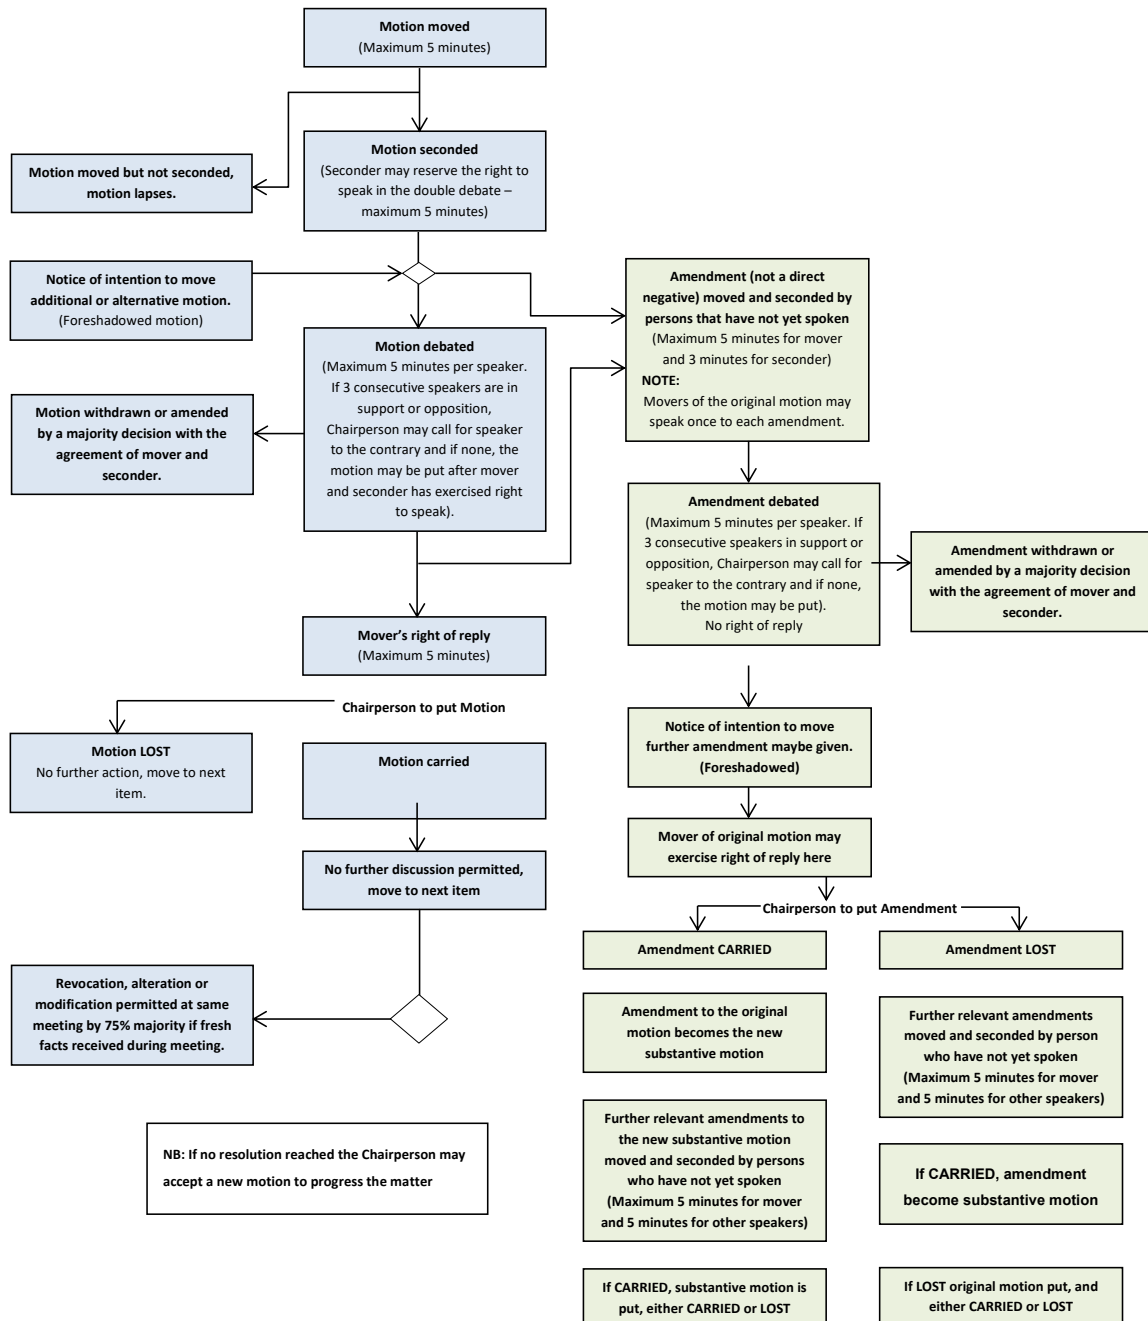 Motion moved
(Maximum 5 minutes)
Motion seconded
(Seconder may reserve the right to
speak in the double debate –
maximum 5 minutes)
Motion moved but not seconded,
motion lapses.
Notice of intention to move
additional or alternative motion.
(Foreshadowed motion)
Motion debated
(Maximum 5 minutes per speaker.
If 3 consecutive speakers are in
support or opposition,
Chairperson may call for speaker
to the contrary and if none, the
motion may be put after mover
and seconder has exercised right
to speak).
Motion withdrawn or amended
by a majority decision with the
agreement of mover and
seconder.
Mover’s right of reply
(Maximum 5 minutes)
Chairperson to put Motion
Motion LOST
No further action, move to next
item.
Motion carried
No further discussion permitted,
move to next item
Revocation, alteration or
modification permitted at same
meeting by 75% majority if fresh
facts received during meeting.
NB: If no resolution reached the Chairperson may
accept a new motion to progress the matter
Amendment (not a direct
negative) moved and seconded by
persons that have not yet spoken
(Maximum 5 minutes for mover
and 3 minutes for seconder)
NOTE:
Movers of the original motion may
speak once to each amendment.
Amendment debated
(Maximum 5 minutes per speaker. If
3 consecutive speakers in support or
opposition, Chairperson may call for
speaker to the contrary and if none,
the motion may be put).
No right of reply
Amendment withdrawn or
amended by a majority decision
with the agreement of mover and
seconder.
Notice of intention to move
further amendment maybe given.
(Foreshadowed)
Mover of original motion may
exercise right of reply here
Chairperson to put Amendment
Amendment CARRIED
Amendment to the original
motion becomes the new
substantive motion
Further relevant amendments to
the new substantive motion
moved and seconded by persons
who have not yet spoken
(Maximum 5 minutes for mover
and 5 minutes for other speakers)
If CARRIED, substantive motion is
put, either CARRIED or LOST
Amendment LOST
Further relevant amendments
moved and seconded by person
who have not yet spoken
(Maximum 5 minutes for mover
and 5 minutes for other speakers)
If CARRIED, amendment
become substantive motion
If LOST original motion put, and
either CARRIED or LOST